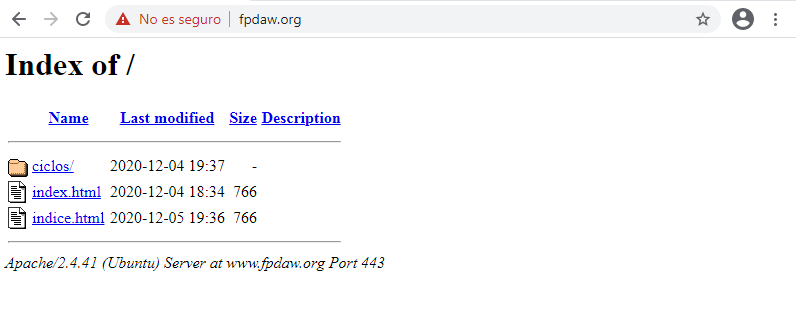 No es seguro | fpdaw.org
Index of /
Name Last modified Size Description
ciclos/ 2020-12-04 19:37 -
index.html 2020-12-04 18:34 766
indice.html 2020-12-05 19:36 766
Apache/2.4.41 (Ubuntu) Server at www.fpdaw.org Port 443